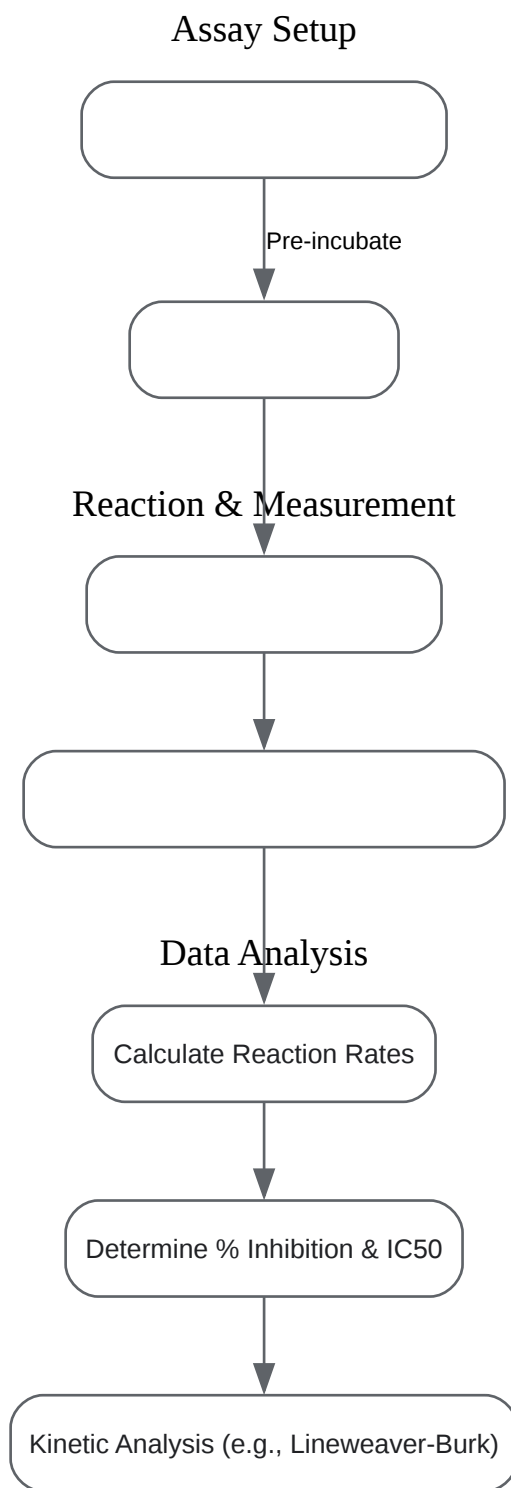 Assay Setup
Pre-incubate
Reaction & Measurement
Data Analysis
Calculate Reaction Rates
Determine % Inhibition & IC50
Kinetic Analysis (e.g., Lineweaver-Burk)